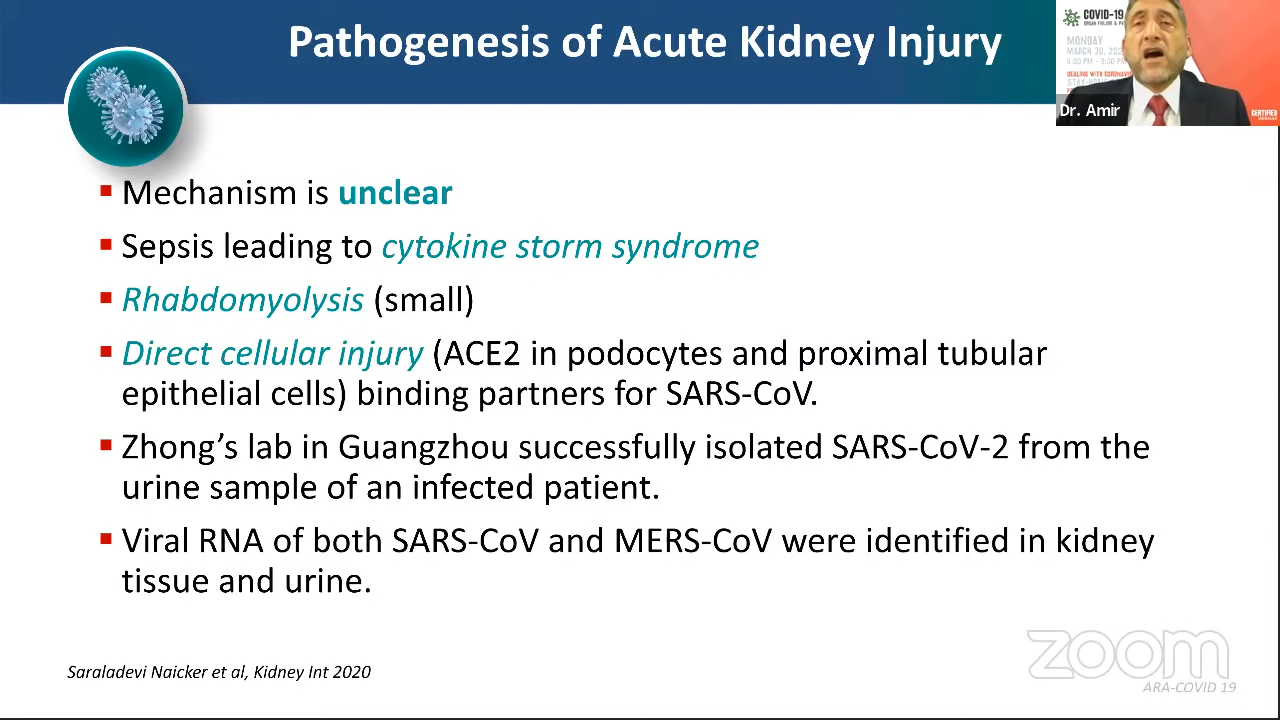 Pathogenesis of Acute Kidney Injury
COVID-19
MONDAY
Dr. Amir
CERTIFIED
Mechanism is unclear
Sepsis leading to cytokine storm syndrome
Rhabdomyolysis (small)
Direct cellular injury (ACE2 in podocytes and proximal tubular
epithelial cells) binding partners for SARS-CoV.
Zhong’s lab in Guangzhou successfully isolated SARS-CoV-2 from the
urine sample of an infected patient.
Viral RNA of both SARS-CoV and MERS-CoV were identified in kidney
tissue and urine.
Saraladevi Naicker et al, Kidney Int 2020
zoom
ARA-COVID 19